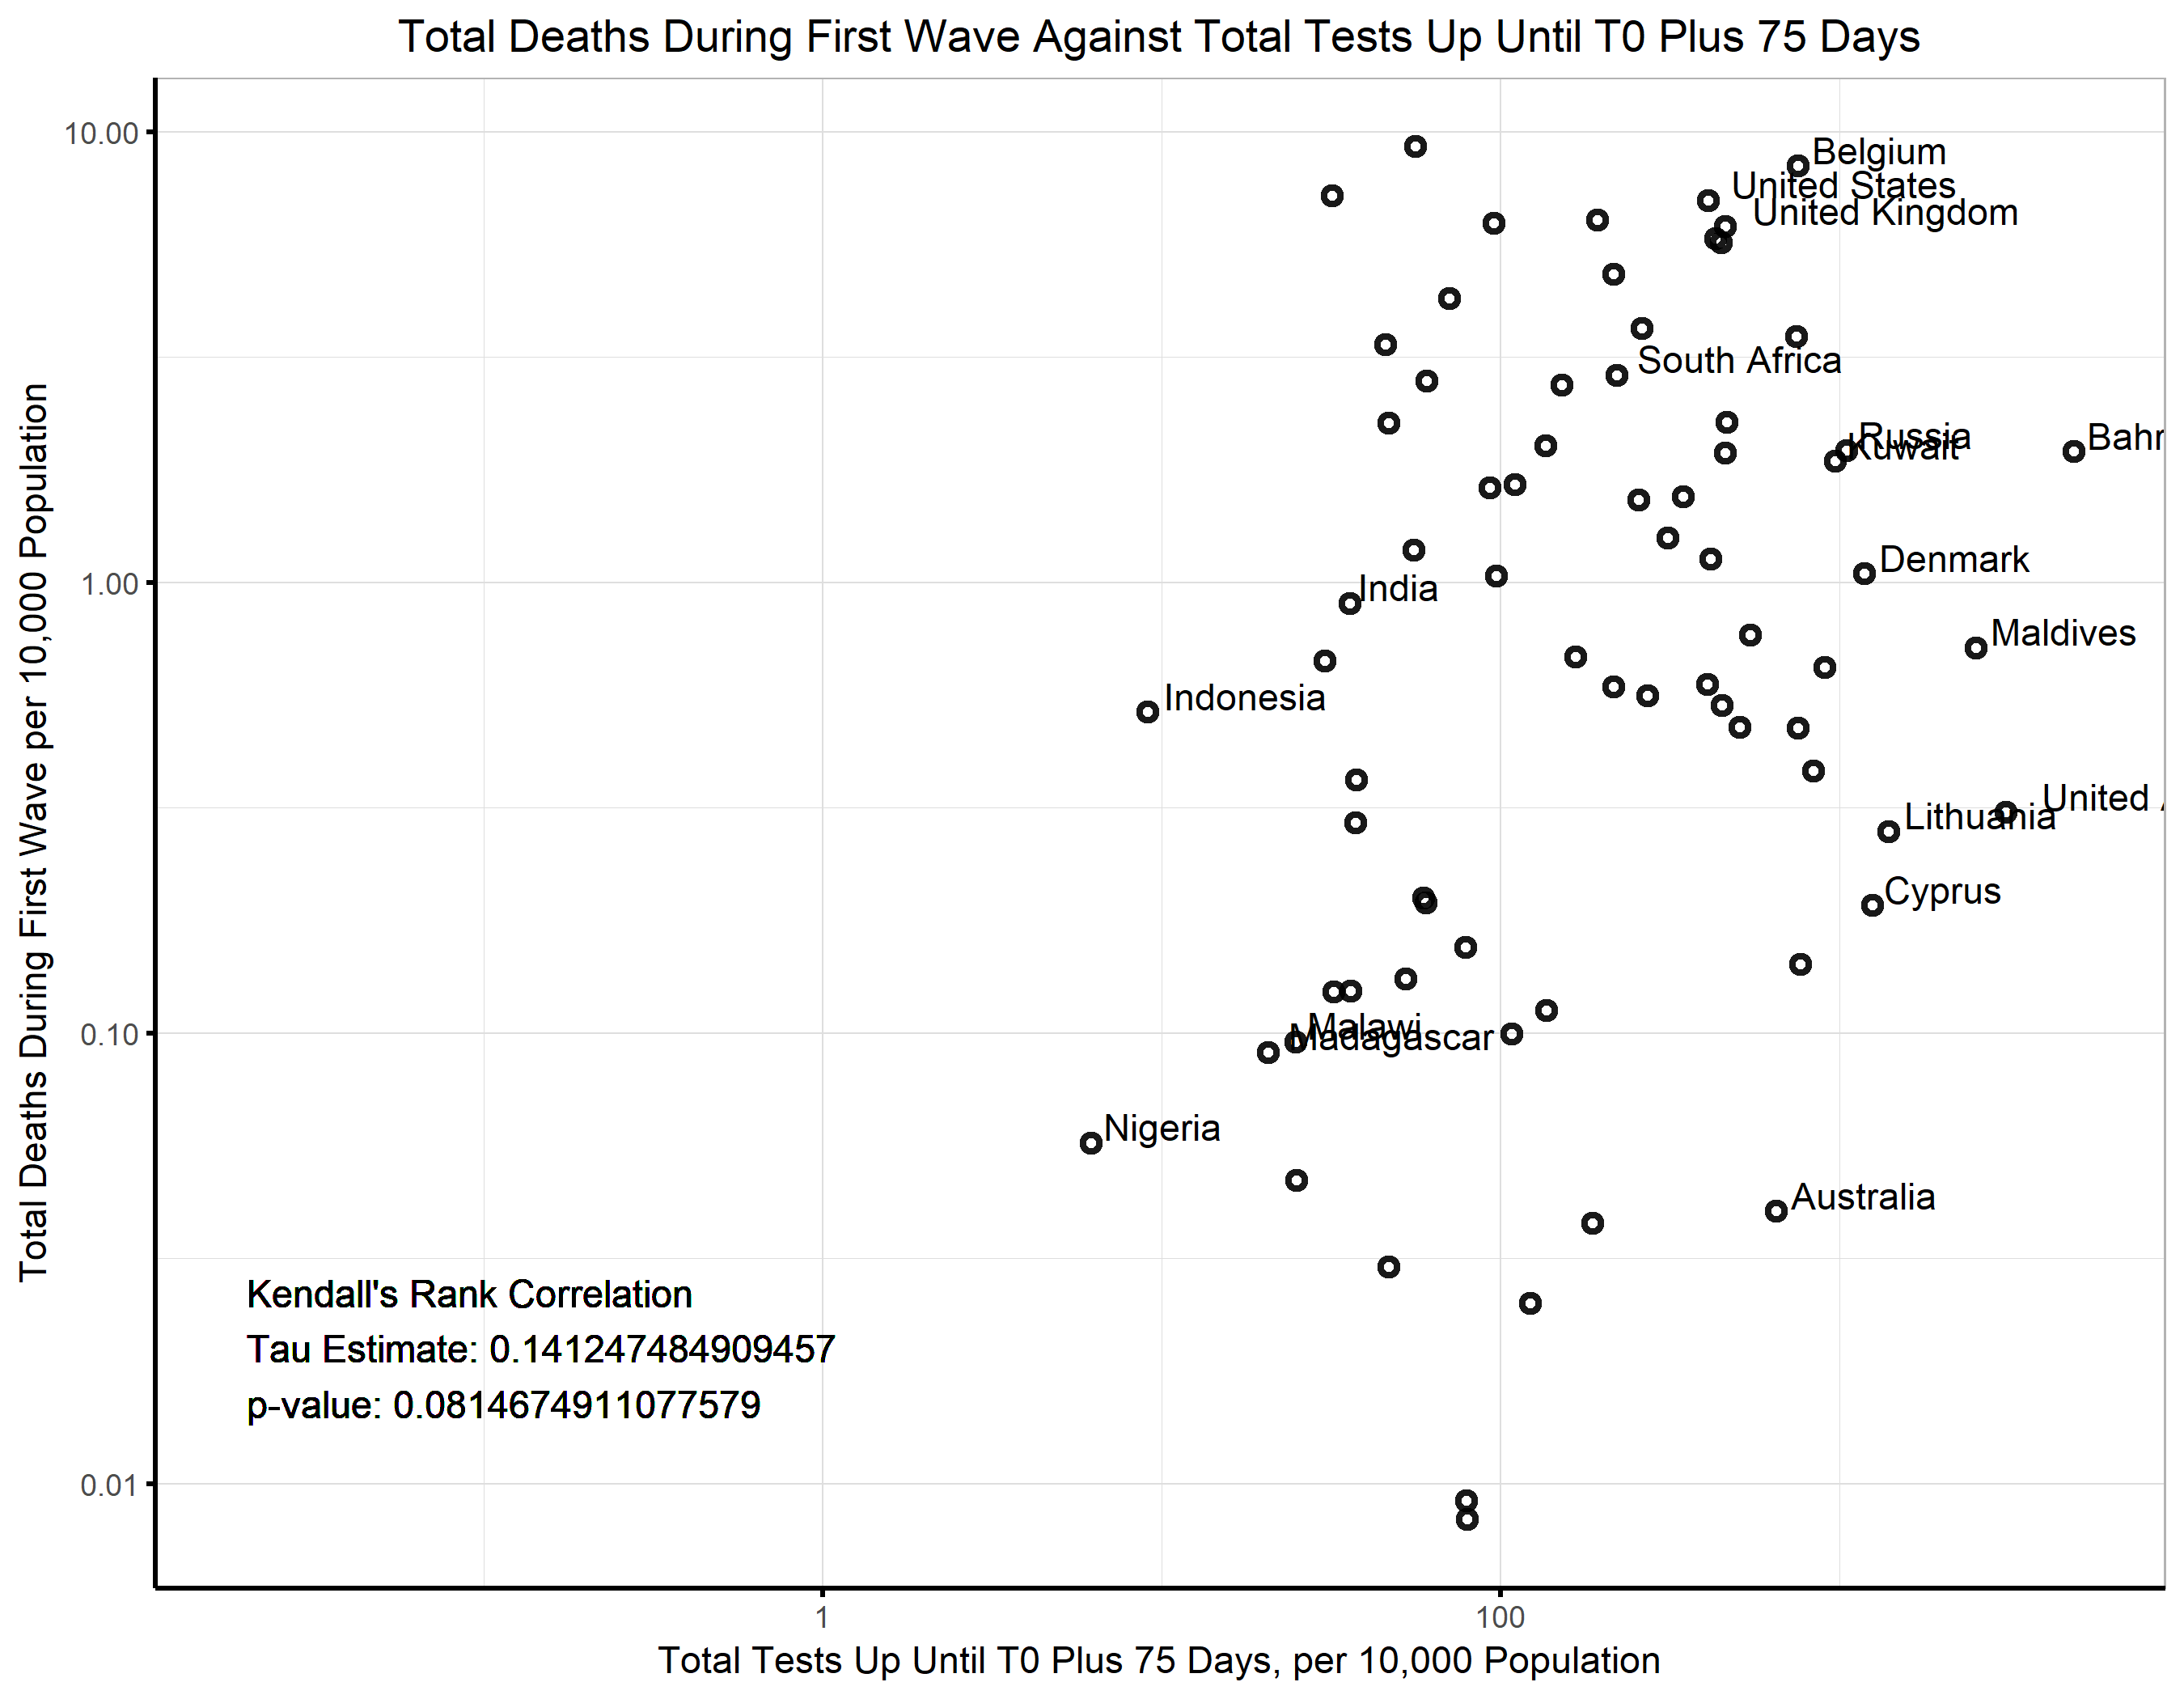 Total Deaths During First Wave Against Total Tests Up Until T0 Plus 75 Days
Total Deaths During First Wave per 10,000 Population
10.00
1.00
0.10
0.01
Belgium
United States
United Kingdom
South Africa
Russia
Kuwait
Bahr
Denmark
India
Maldives
Indonesia
United A
Lithuania
Cyprus
Malawi
Madagascar
Nigeria
Australia
Kendall's Rank Correlation
Tau Estimate: 0.141247484909457
p-value: 0.0814674911077579
1
100
Total Tests Up Until T0 Plus 75 Days, per 10,000 Population